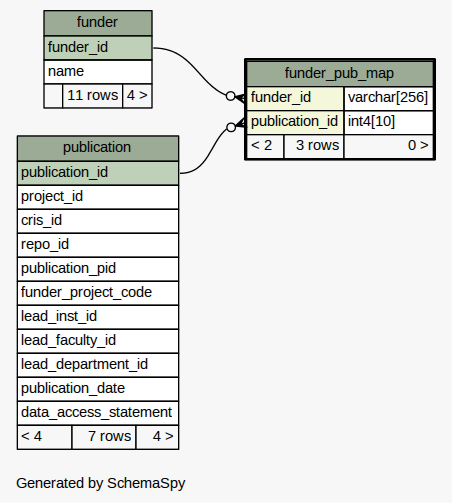 funder
funder_id
name
11 rows 4 >
funder_pub_map
funder_id varchar[256]
publication_id int4[10]
< 2 3 rows 0 >
publication
publication_id
project_id
cris_id
repo_id
publication_pid
funder_project_code
lead_inst_id
lead_faculty_id
lead_department_id
publication_date
data_access_statement
< 4 7 rows 4 >
Generated by SchemaSpy